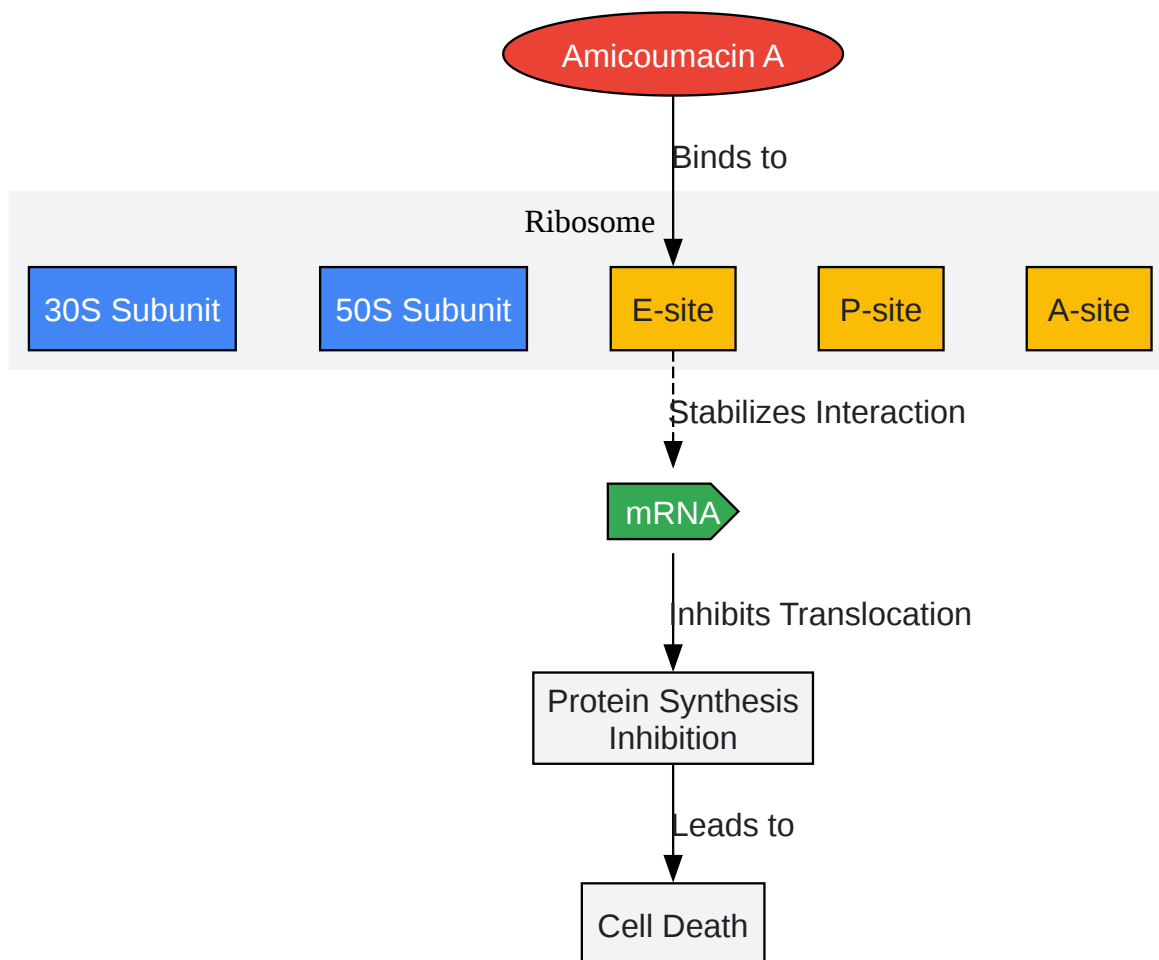 Amicoumacin A
Binds to
Ribosome
30S Subunit
50S Subunit
E-site
P-site
A-site
Stabilizes Interaction
mRNA
Inhibits Translocation
Protein Synthesis
Inhibition
Leads to
Cell Death